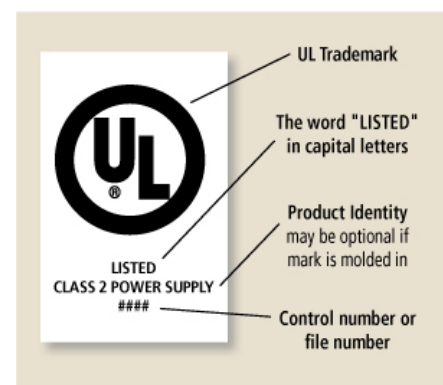 UL Trademark
UL
®
The word "LISTED"
in capital letters
Product Identity
may be optional if
mark is molded in
LISTED
CLASS 2 POWER SUPPLY
####
Control number or
file number